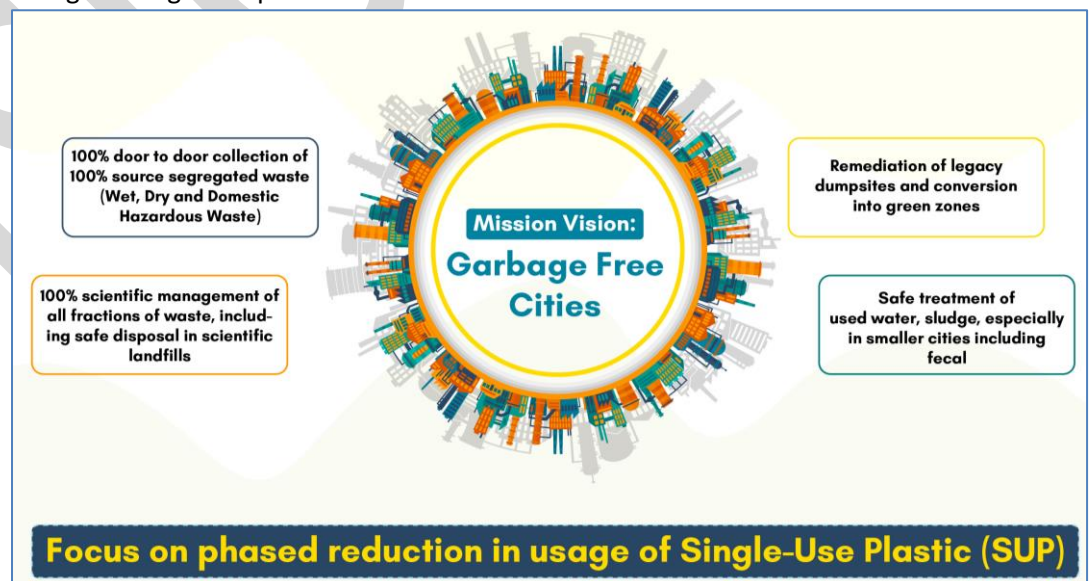 100% door to door collection of
100% source segregated waste
(Wet, Dry and Domestic
Hazardous Waste)
100% scientific management of
all fractions of waste, includ-
ing safe disposal in scientific
landfills
Mission Vision:
Garbage Free
Cities
Remediation of legacy
dumpsites and conversion
into green zones
Safe treatment of
used water, sludge, especially
in smaller cities including
fecal
Focus on phased reduction in usage of Single-Use Plastic (SUP)